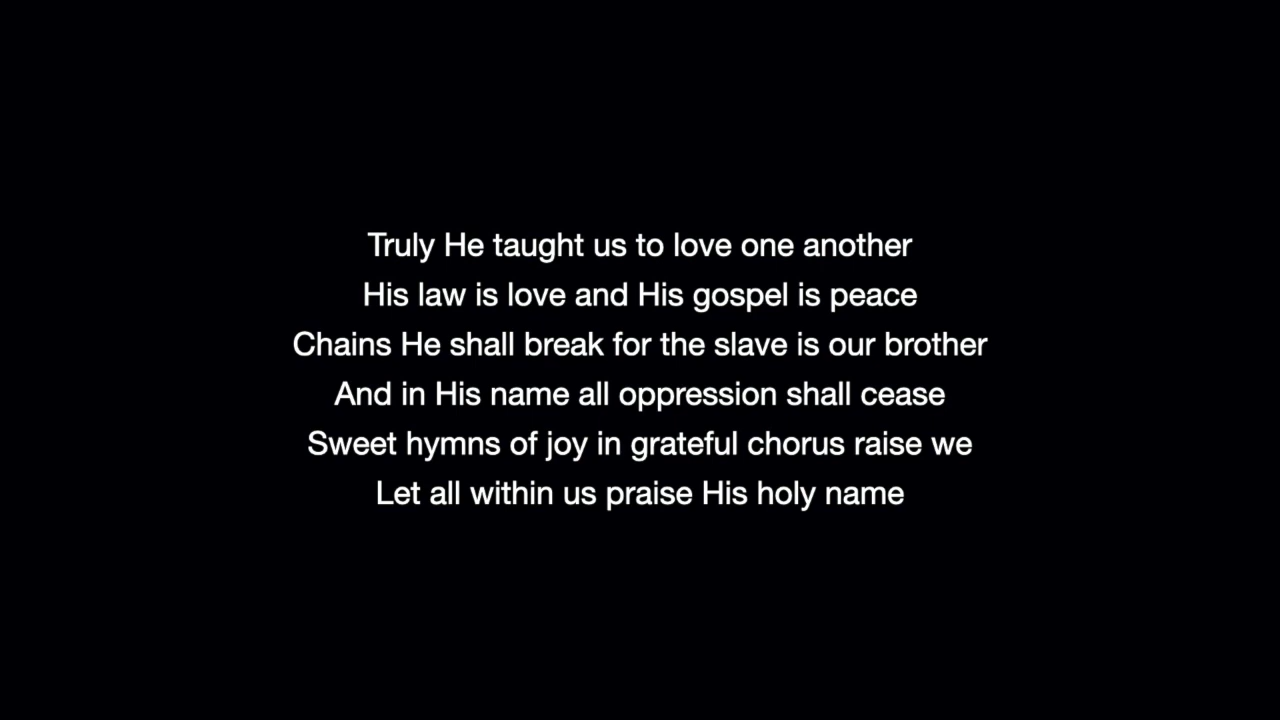 Truly He taught us to love one another
His law is love and His gospel is peace
Chains He shall break for the slave is our brother
And in His name all oppression shall cease
Sweet hymns of joy in grateful chorus raise we
Let all within us praise His holy name